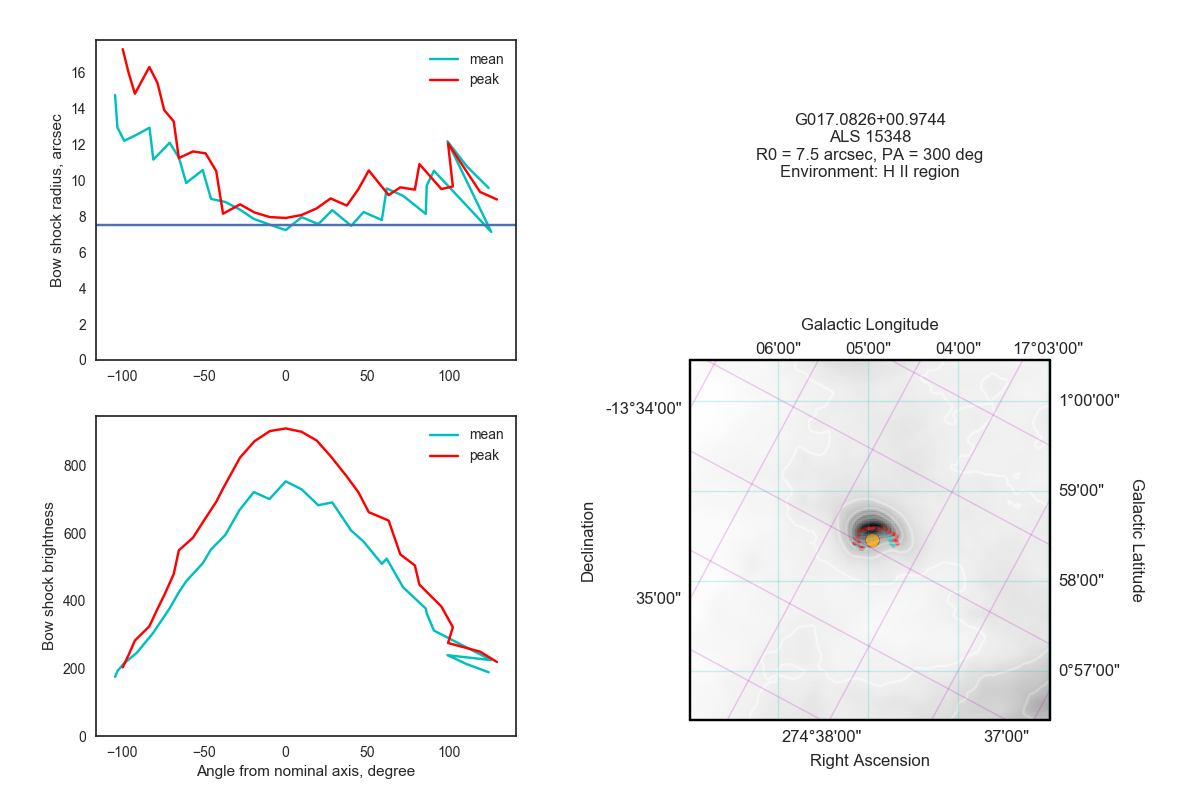 mean
peak
16
14
12
10
8
6
4
2
0
Bow shock radius, arcsec
−100
−50
0
50
100
G017.0826+00.9744
ALS 15348
R0 = 7.5 arcsec, PA = 300 deg
Environment: H II region
mean
peak
800
600
400
200
0
Bow shock brightness
−100
−50
0
50
100
Angle from nominal axis, degree
Galactic Longitude
06'00"
05'00"
04'00"
17°03'00"
-13°34'00"
35'00"
Declination
1°00'00"
59'00"
58'00"
0°57'00"
Galactic Latitude
274°38'00"
37'00"
Right Ascension